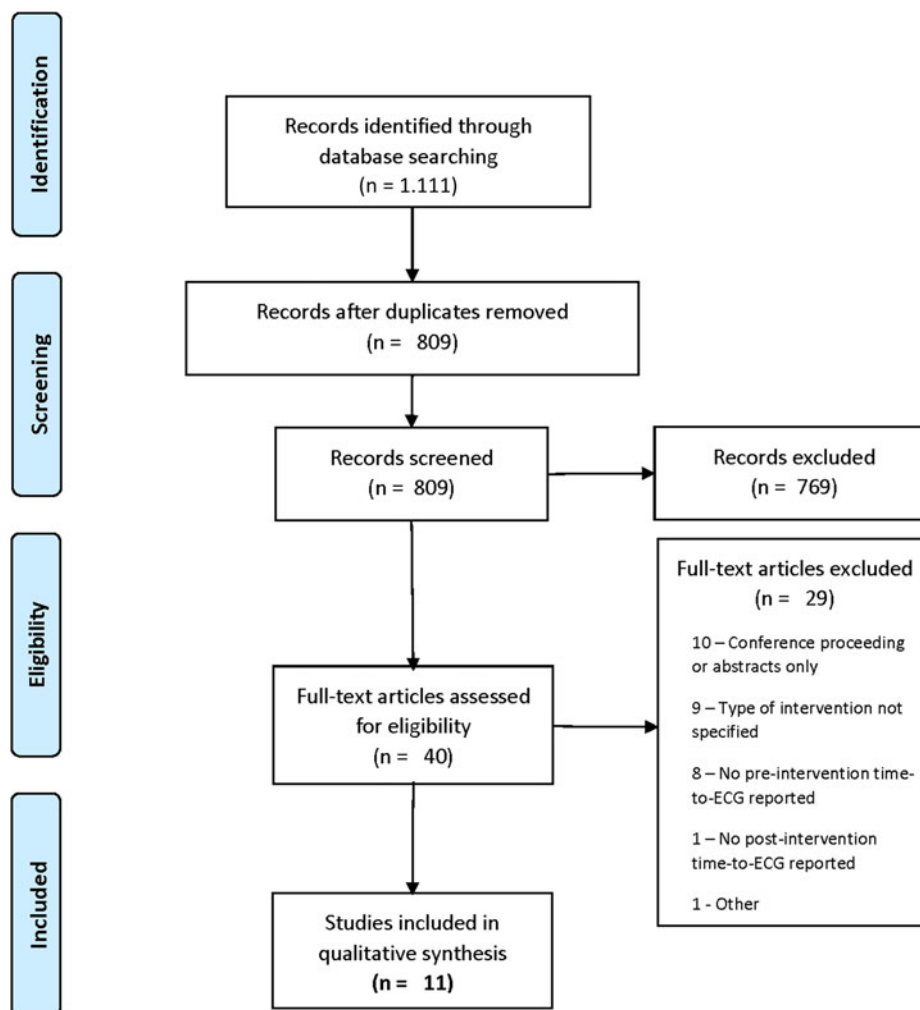 Identification
Records identified through
database searching
(n = 1.111)
Screening
Records after duplicates removed
(n = 809)
Records screened
(n = 809)
Records excluded
(n = 769)
Eligibility
Full-text articles assessed
for eligibility
(n = 40)
Full-text articles excluded
(n = 29)
10 – Conference proceeding
or abstracts only
9 – Type of intervention not
specified
8 – No pre-intervention time-
to-ECG reported
1 – No post-intervention
time-to-ECG reported
1 - Other
Included
Studies included in
qualitative synthesis
(n = 11)